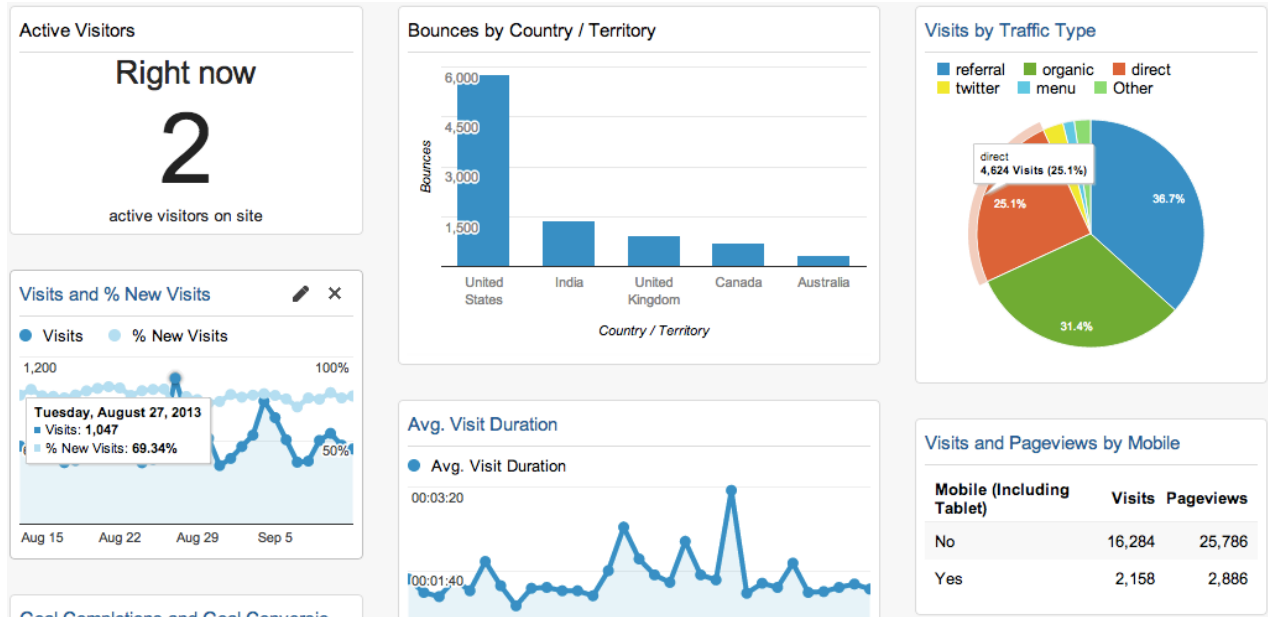 Active Visitors
Right now
2
active visitors on site
Visits and % New Visits
Visits % New Visits
1,200 100%
Tuesday, August 27, 2013
Visits: 1,047
% New Visits: 69.34%
50%
Aug 15 Aug 22 Aug 29 Sep 5
Bounces by Country / Territory
6,000
4,500
3,000
1,500
Bounces
United States India United Kingdom Canada Australia
Country / Territory
Avg. Visit Duration
Avg. Visit Duration
00:03:20
00:01:40
Visits by Traffic Type
referral organic direct
twitter menu Other
direct
4,624 Visits (25.1%)
36.7%
25.1%
31.4%
Visits and Pageviews by Mobile
Mobile (Including
Tablet) Visits Pageviews
No 16,284 25,786
Yes 2,158 2,886